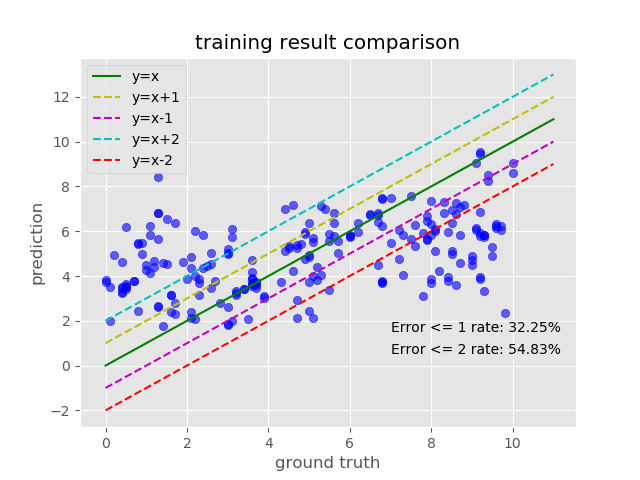 training result comparison
y=x
y=x+1
y=x-1
y=x+2
y=x-2
12
10
8
6
4
2
0
−2
prediction
Error <= 1 rate: 32.25%
Error <= 2 rate: 54.83%
0 2 4 6 8 10
ground truth